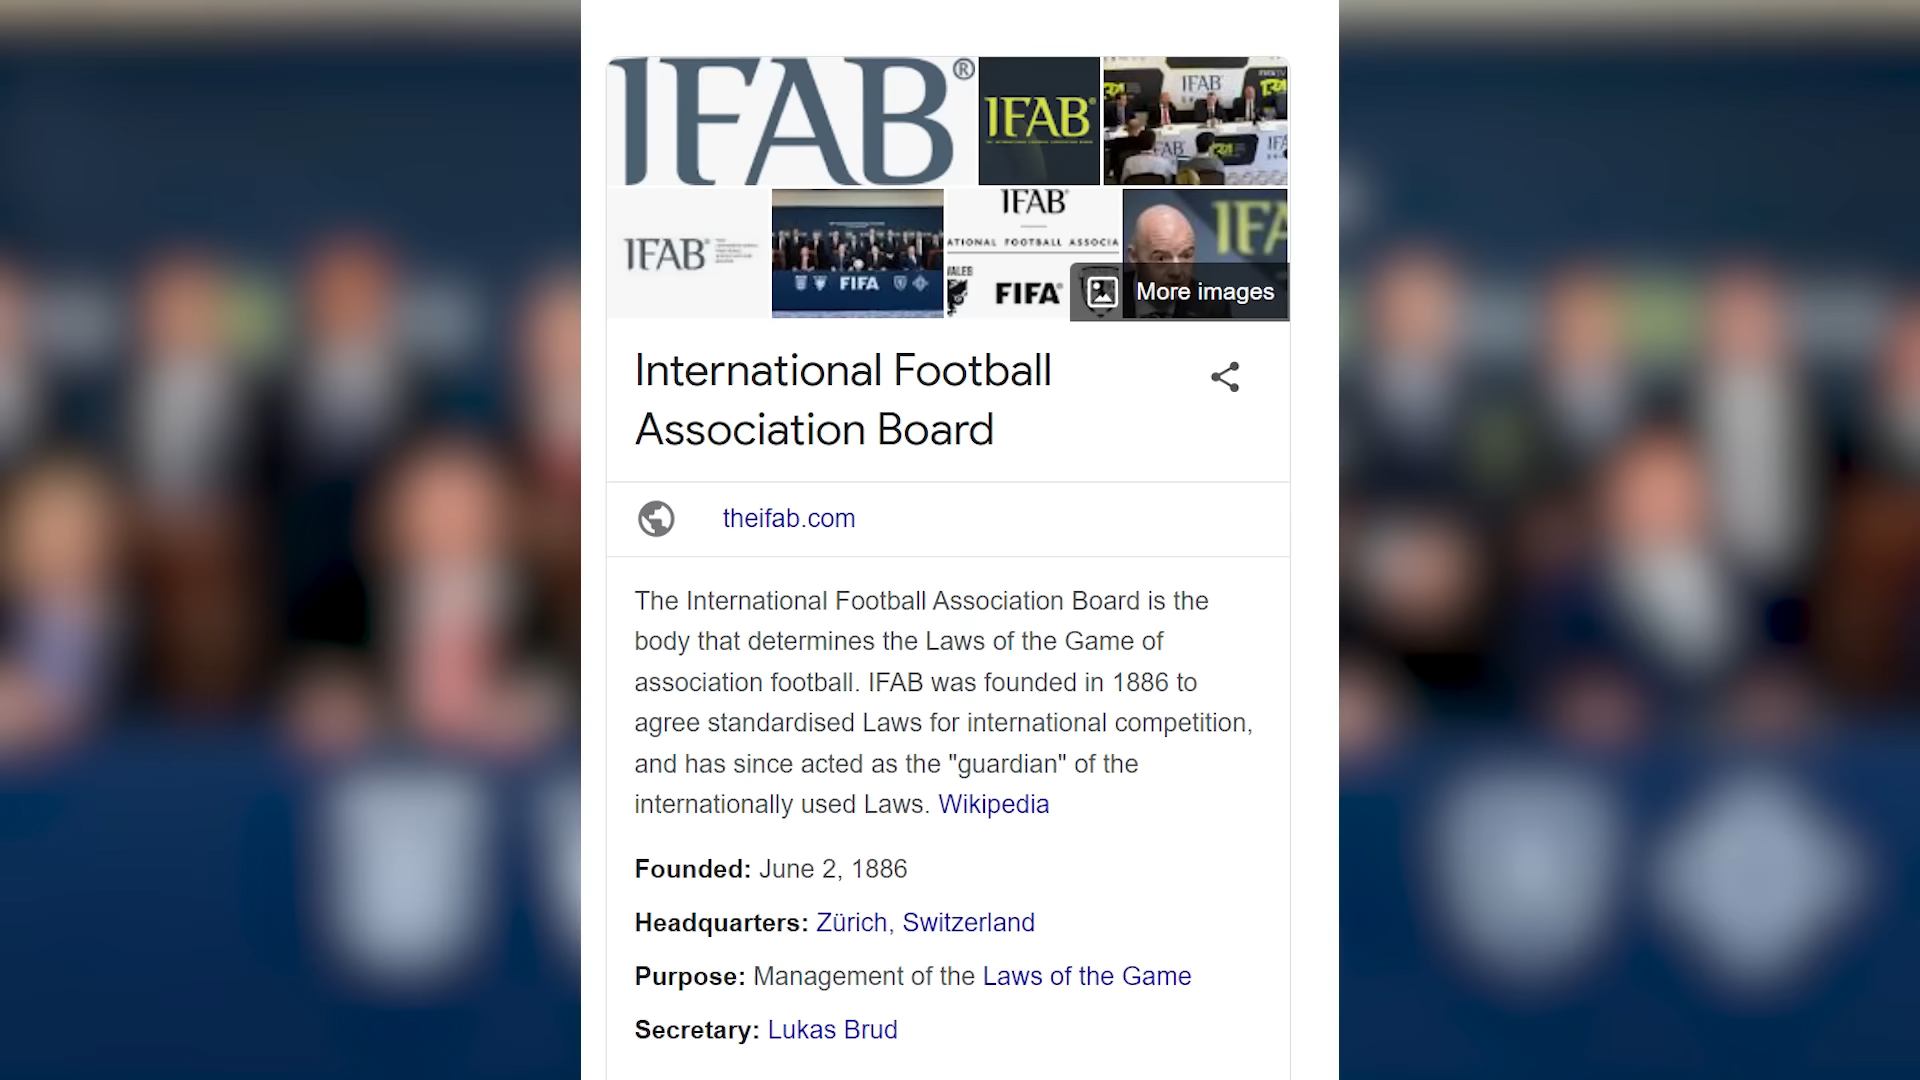 IFAB®
IFAB®
IFAB
IFAB®
IFAB®
FIFA
ATIONAL FOOTBALL ASSOCIA
WALES
FIFA®
IFA
More images
International Football
Association Board
theifab.com
The International Football Association Board is the
body that determines the Laws of the Game of
association football. IFAB was founded in 1886 to
agree standardised Laws for international competition,
and has since acted as the "guardian" of the
internationally used Laws. Wikipedia
Founded: June 2, 1886
Headquarters: Zürich, Switzerland
Purpose: Management of the Laws of the Game
Secretary: Lukas Brud